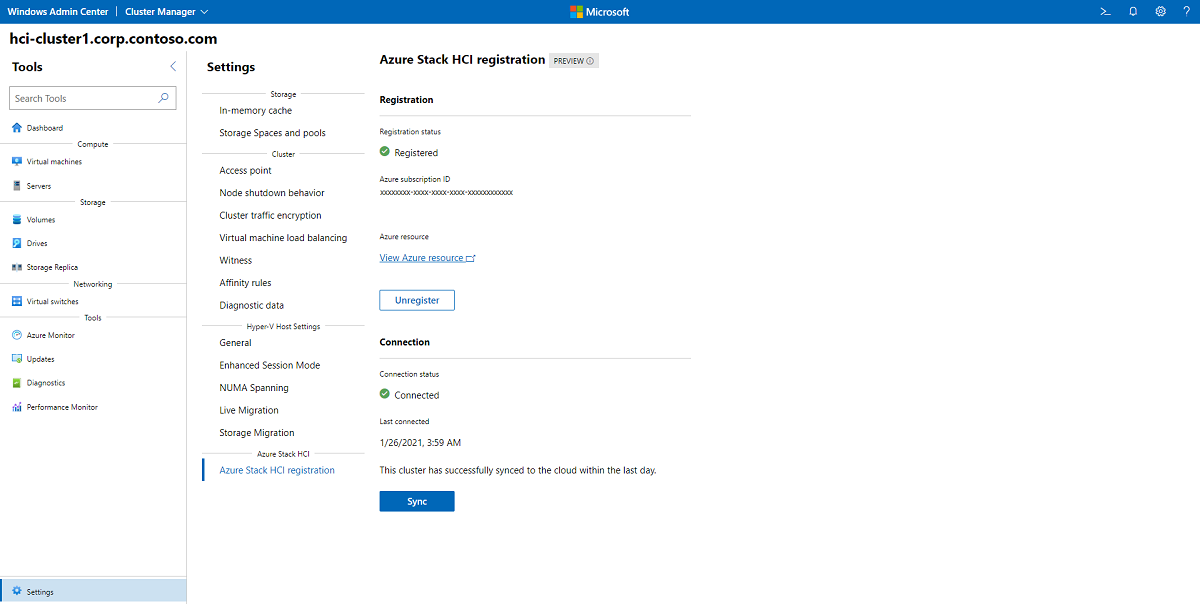 Windows Admin Center | Cluster Manager
Microsoft
hci-cluster1.corp.contoso.com
Tools
Search Tools
Dashboard
Compute
Virtual machines
Servers
Storage
Volumes
Drives
Storage Replica
Networking
Virtual switches
Tools
Azure Monitor
Updates
Diagnostics
Performance Monitor
Settings
Settings
Storage
In-memory cache
Storage Spaces and pools
Cluster
Access point
Node shutdown behavior
Cluster traffic encryption
Virtual machine load balancing
Witness
Affinity rules
Diagnostic data
Hyper-V Host Settings
General
Enhanced Session Mode
NUMA Spanning
Live Migration
Storage Migration
Azure Stack HCI
Azure Stack HCI registration
Azure Stack HCI registration PREVIEW
Registration
Registration status
Registered
Azure subscription ID
xxxxxxxx-xxxx-xxxx-xxxx-xxxxxxxxxxxx
Azure resource
View Azure resource
Unregister
Connection
Connection status
Connected
Last connected
1/26/2021, 3:59 AM
This cluster has successfully synced to the cloud within the last day.
Sync